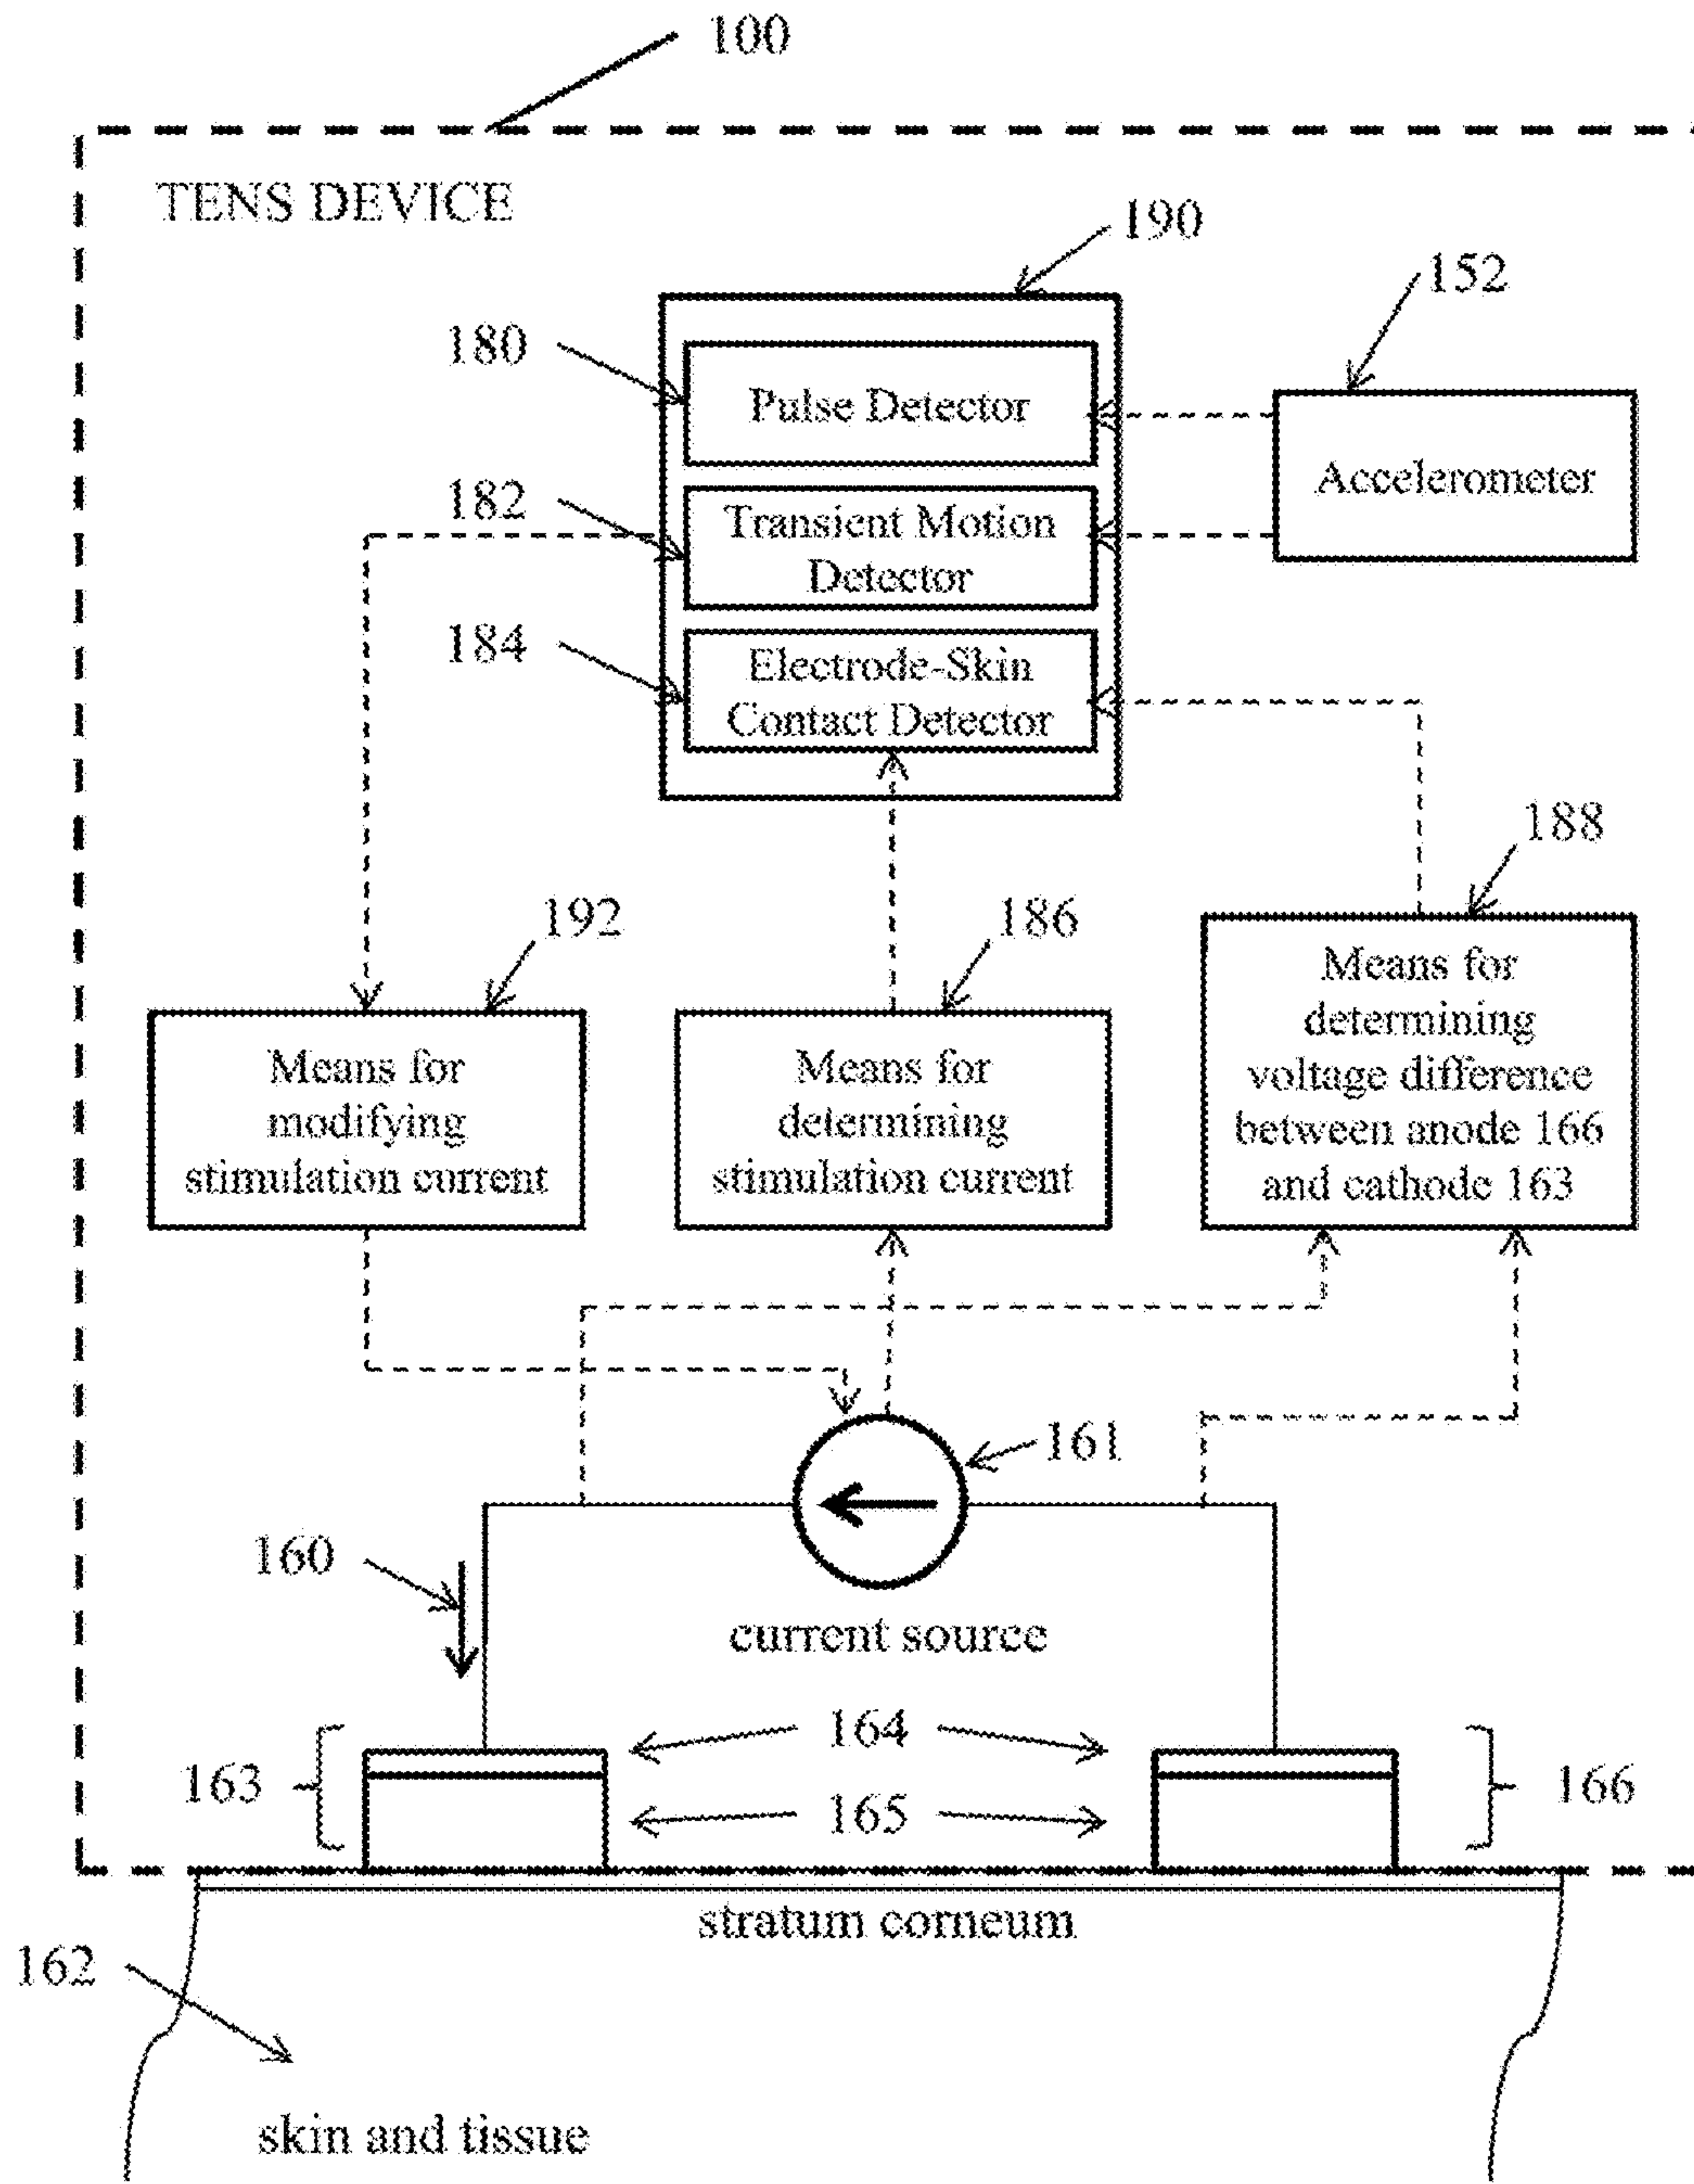 100
TENS DEVICE
190
152
180
Pulse Detector
Accelerometer
182
Transient Motion
Detector
184
Electrode-Skin
Contact Detector
188
192
186
Means for
modifying
stimulation current
Means for
determining
stimulation current
Means for
determining
voltage difference
between anode 166
and cathode 163
161
160
current source
164
163
165
166
stratum corneum
162
skin and tissue